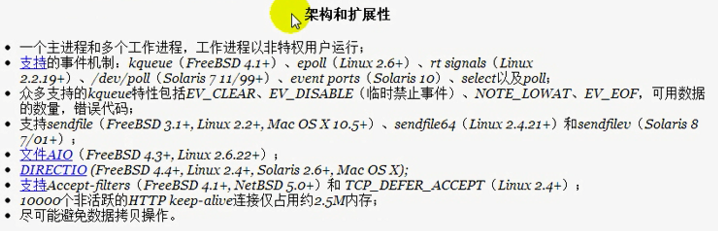 架构和扩展性
一个主进程和多个工作进程，工作进程以非特权用户运行；
支持的事件机制：kqueue（FreeBSD 4.1+）、epoll（Linux 2.6+）、rt signals（Linux
2.2.19+）、/dev/poll（Solaris 7 11/99+）、event ports（Solaris 10）、select以及poll；
众多支持的kqueue特性包括EV_CLEAR、EV_DISABLE（临时禁止事件）、NOTE_LOWAT、EV_EOF，可用数据
的数量，错误代码；
支持sendfile（FreeBSD 3.1+, Linux 2.2+, Mac OS X 10.5+）、sendfile64（Linux 2.4.21+）和sendfilev（Solaris 8
7/01+）；
文件AIO（FreeBSD 4.3+, Linux 2.6.22+）；
DIRECTIO (FreeBSD 4.4+, Linux 2.4+, Solaris 2.6+, Mac OS X);
支持Accept-filters（FreeBSD 4.1+, NetBSD 5.0+）和 TCP_DEFER_ACCEPT（Linux 2.4+）；
10000个非活跃的HTTP keep-alive连接仅占用约2.5M内存；
尽可能避免数据拷贝操作。